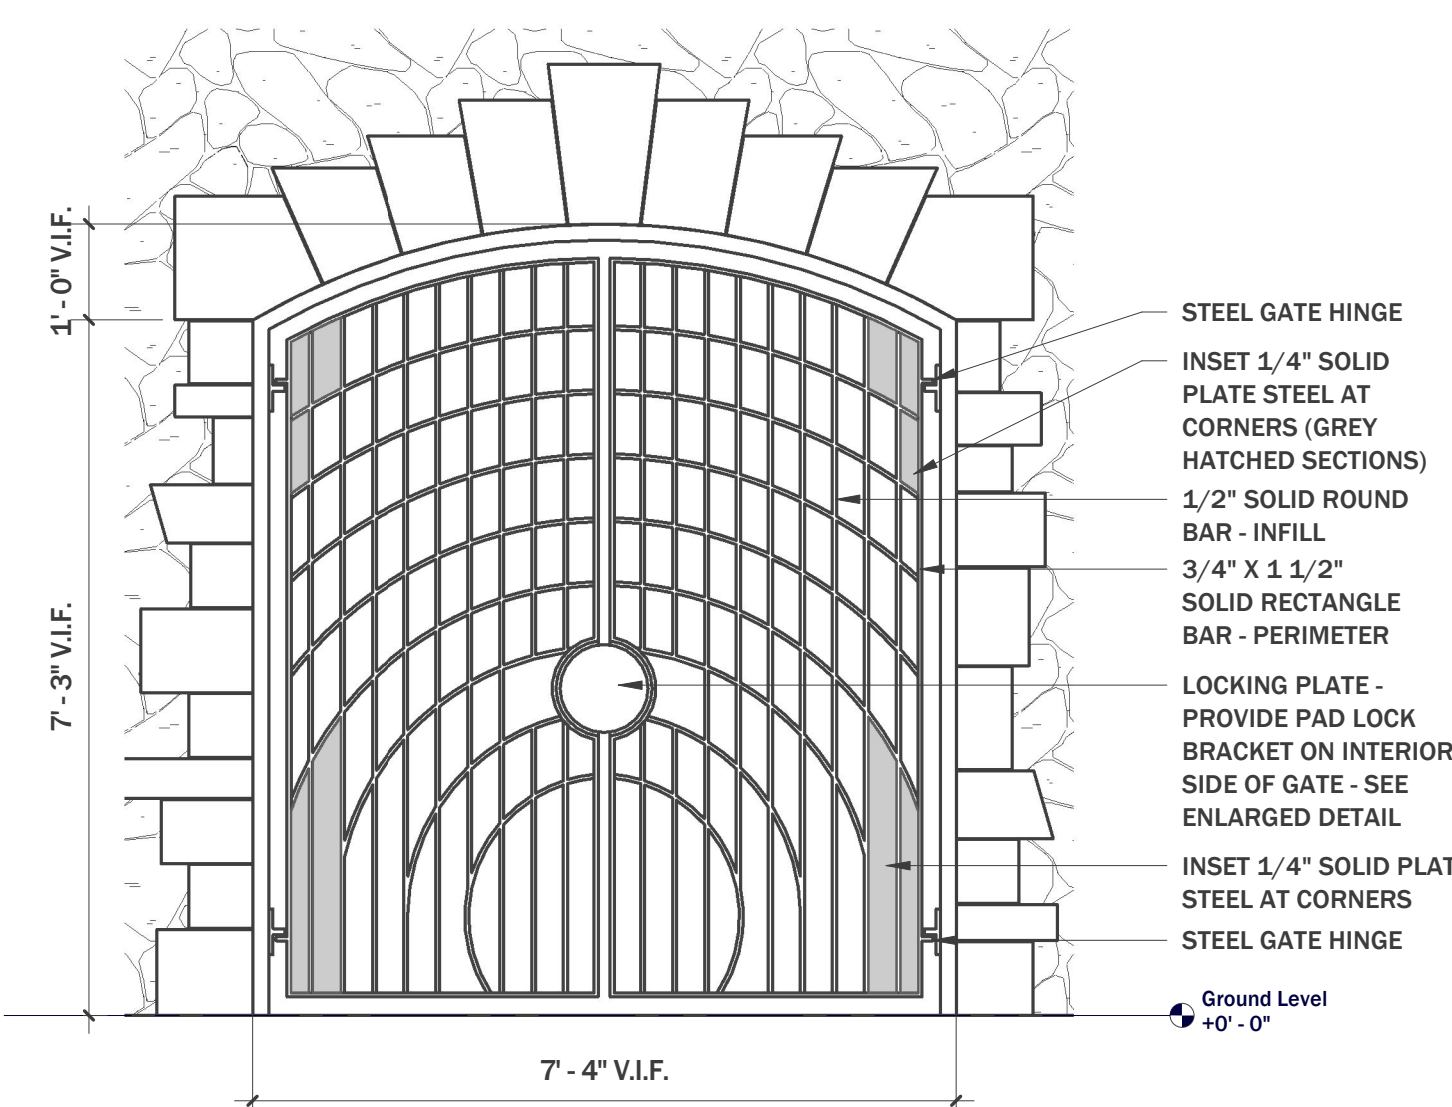 1' - 0" V.I.F.
7' - 3" V.I.F.
7' - 4" V.I.F.
STEEL GATE HINGE
INSET 1/4" SOLID
PLATE STEEL AT
CORNERS (GREY
HATCHED SECTIONS)
1/2" SOLID ROUND
BAR - INFILL
3/4" X 1 1/2"
SOLID RECTANGLE
BAR - PERIMETER
LOCKING PLATE -
PROVIDE PAD LOCK
BRACKET ON INTERIOR
SIDE OF GATE - SEE
ENLARGED DETAIL
INSET 1/4" SOLID PLAT
STEEL AT CORNERS
STEEL GATE HINGE
Ground Level
+0' - 0"